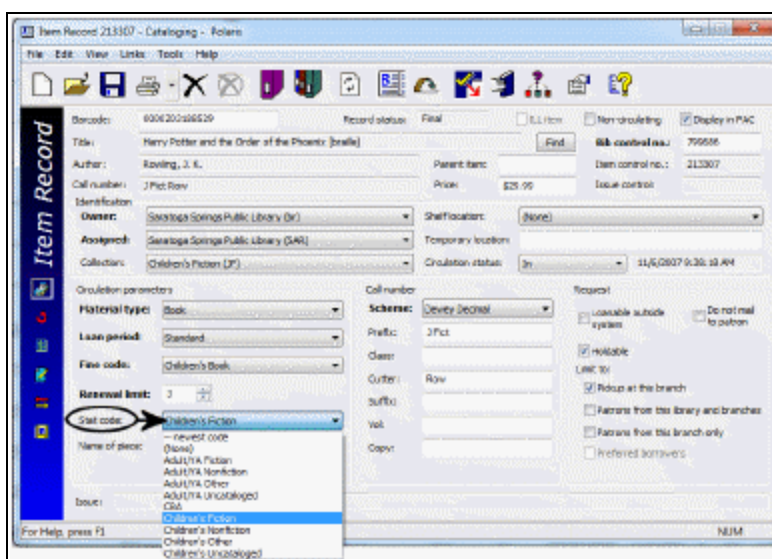 Item Record 213307 - Cataloging - Polaris
File Edit View Links Tools Help
Item Record
Barcode: Record status: Final ILL item Non-circulating Display in PAC
Title: Harry Potter and the Order of the Phoenix [braille] Find Bib control no.: 799686
Author: Rowling, J. K. Parent item: Item control no.: 213307
Call number: J Fict Row Price: $29.99 Issue control:
Identification
Owner: Saratoga Springs Public Library (br) Shelf location: (None)
Assigned: Saratoga Springs Public Library (SAR) Temporary location:
Collection: Children's Fiction (JF) Circulation status: In 11/6/2007 9:38:18 AM
Circulation parameters Call number Request
Material type: Book Scheme: Dewey Decimal Loanable outside system Do not mail to patron
Loan period: Standard Prefix: J Fict
Fine code: Children's Book Class: Holdable
Limit to:
Renewal limit: Cutter: Row Pickup at this branch
Stat code: Children's Fiction Suffix: Patrons from this library and branches
Name of piece: Vol: Patrons from this branch only
Copy: Preferred borrowers
-- newest code
(None)
Adult/YA Fiction
Adult/YA Nonfiction
Adult/YA Other
Adult/YA Uncataloged
CBA
Children's Fiction
Children's Nonfiction
Children's Other
Children's Uncataloged
Issue:
For Help, press F1 NUM